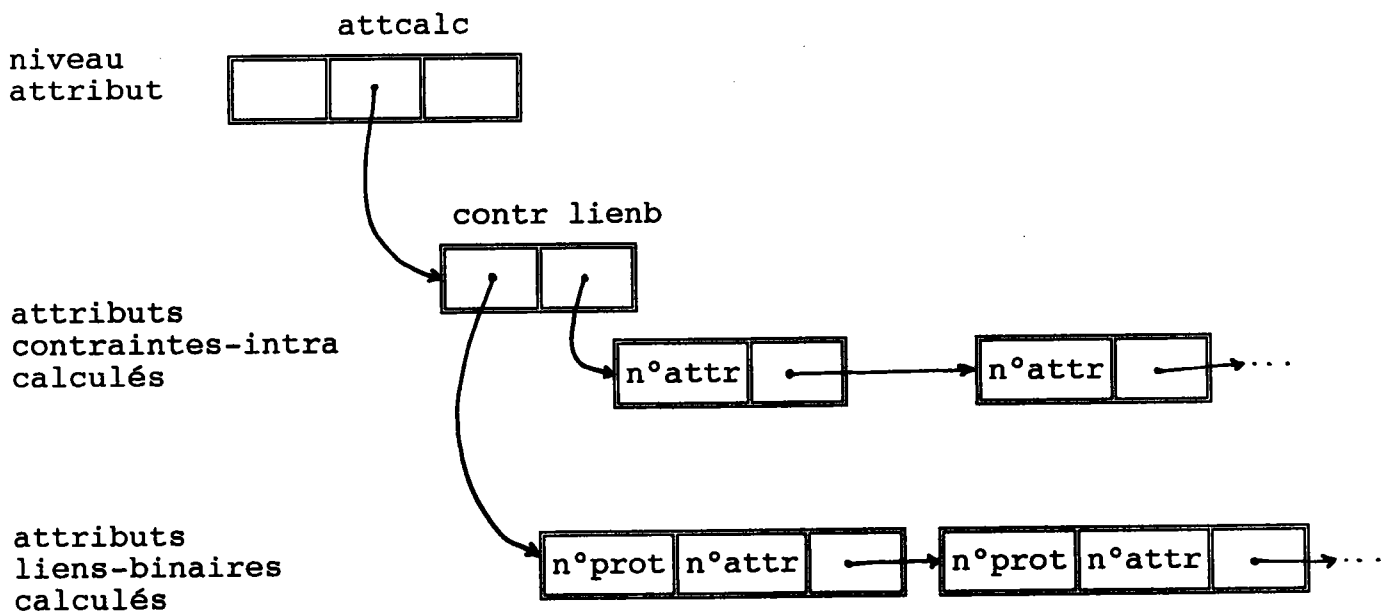 attcalc
niveau
attribut
contr lienb
attributs
contraintes-intra
calculés
n°attr
n°attr
...
attributs
liens-binaires
calculés
n°prot n°attr
n°prot n°attr
...